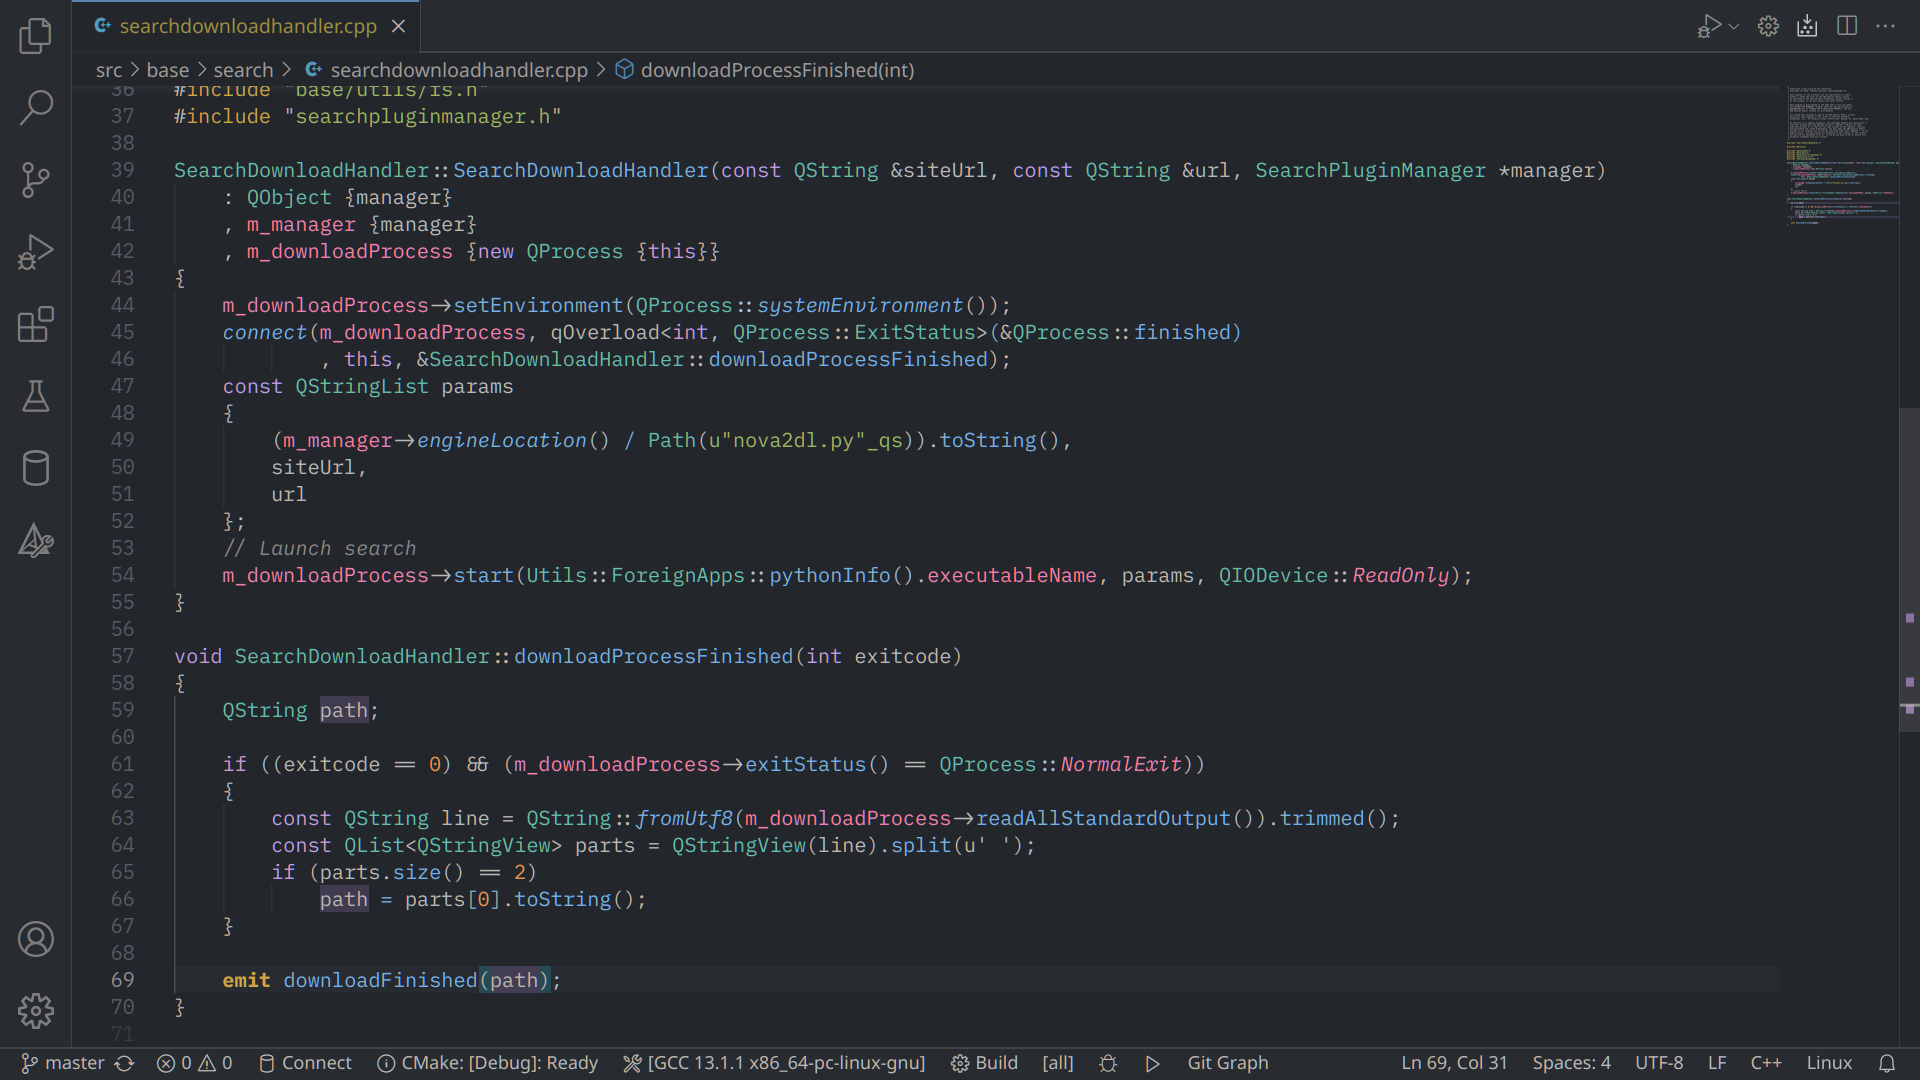 searchdownloadhandler.cpp
src > base > search > searchdownloadhandler.cpp > downloadProcessFinished(int)
36 #include "base/utils/fs.h"
37 #include "searchpluginmanager.h"
38
39 SearchDownloadHandler::SearchDownloadHandler(const QString &siteUrl, const QString &url, SearchPluginManager *manager)
40     : QObject {manager}
41     , m_manager {manager}
42     , m_downloadProcess {new QProcess {this}}
43 {
44     m_downloadProcess->setEnvironment(QProcess::systemEnvironment());
45     connect(m_downloadProcess, qOverload<int, QProcess::ExitStatus>(&QProcess::finished)
46             , this, &SearchDownloadHandler::downloadProcessFinished);
47     const QStringList params
48     {
49         (m_manager->engineLocation() / Path(u"nova2dl.py"_qs)).toString(),
50         siteUrl,
51         url
52     };
53     // Launch search
54     m_downloadProcess->start(Utils::ForeignApps::pythonInfo().executableName, params, QIODevice::ReadOnly);
55 }
56
57 void SearchDownloadHandler::downloadProcessFinished(int exitcode)
58 {
59     QString path;
60
61     if ((exitcode == 0) && (m_downloadProcess->exitStatus() == QProcess::NormalExit))
62     {
63         const QString line = QString::fromUtf8(m_downloadProcess->readAllStandardOutput()).trimmed();
64         const QList<QStringView> parts = QStringView(line).split(u' ');
65         if (parts.size() == 2)
66             path = parts[0].toString();
67     }
68
69     emit downloadFinished(path);
70 }
71
master 0 0 Connect CMake: [Debug]: Ready [GCC 13.1.1 x86_64-pc-linux-gnu] Build [all] Git Graph Ln 69, Col 31 Spaces: 4 UTF-8 LF C++ Linux